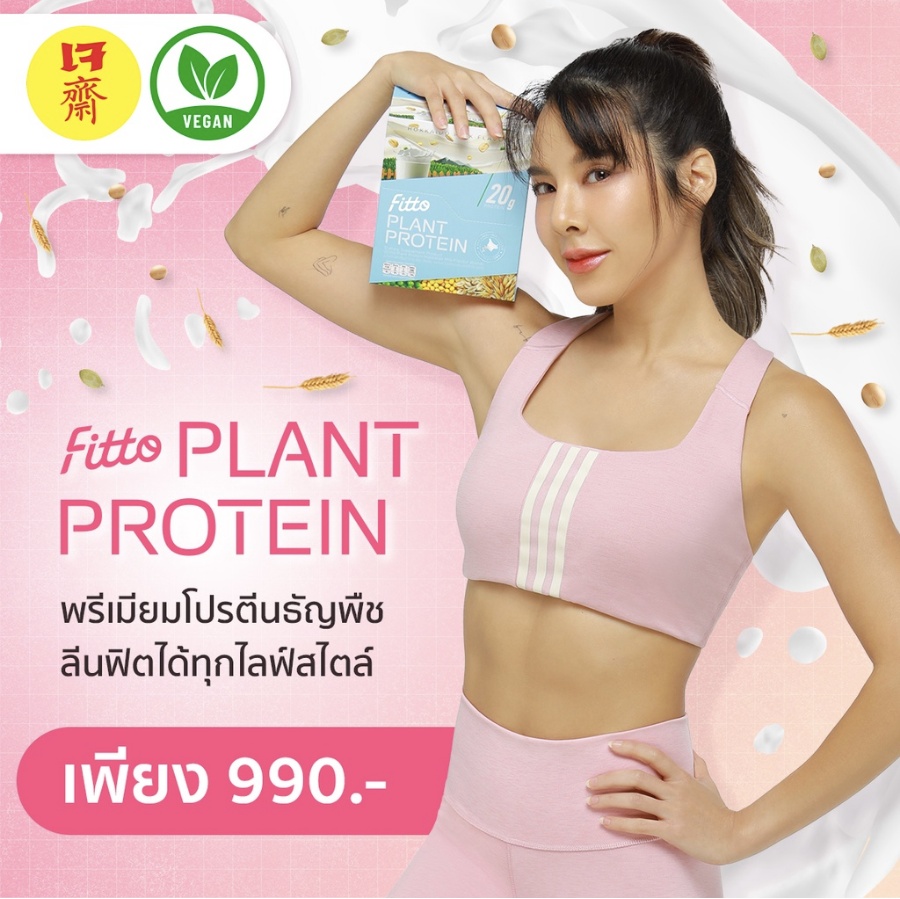 เจ
齋
VEGAN
Fitto
20g
PLANT
PROTEIN
Fitto PLANT
PROTEIN
พรีเมียมโปรตีนธัญพืช
ลีนฟิตได้ทุกไลฟ์สไตล์
เพียง 990.-